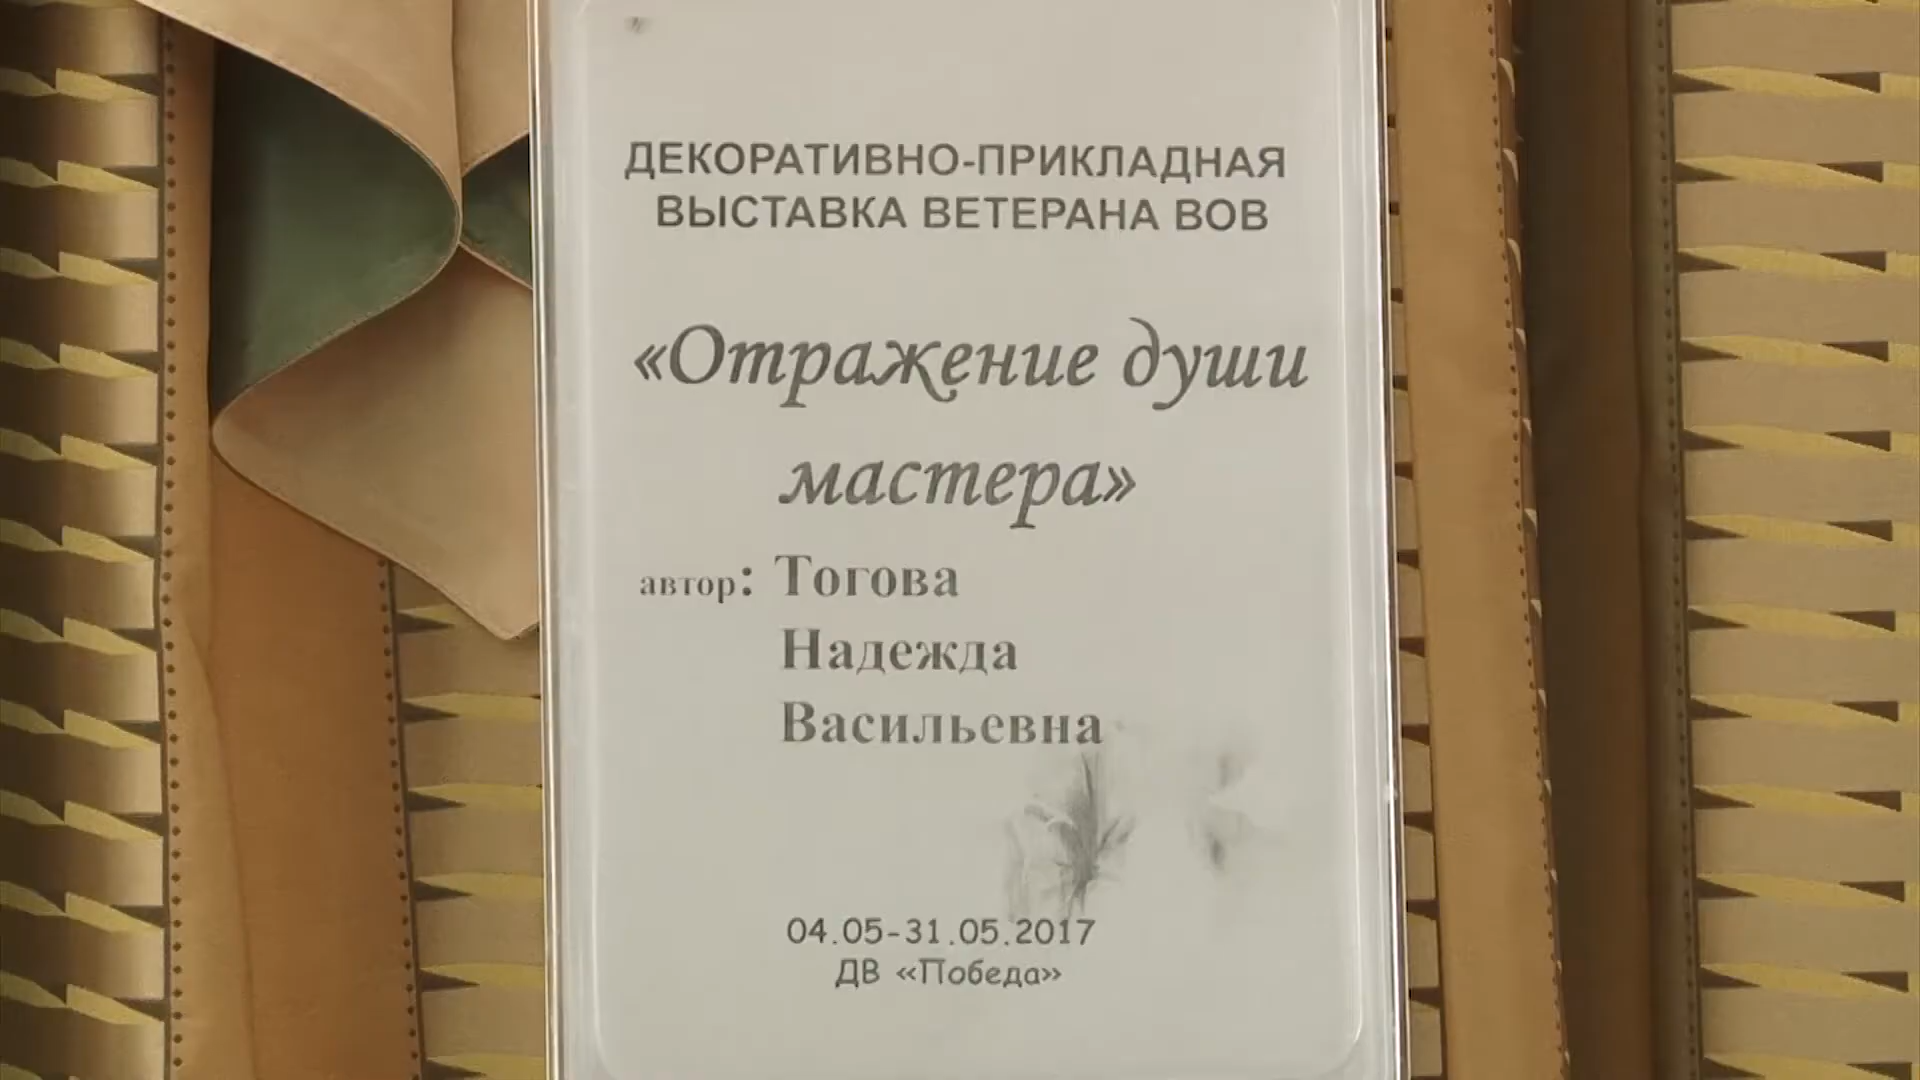 ДЕКОРАТИВНО-ПРИКЛАДНАЯ
ВЫСТАВКА ВЕТЕРАНА ВОВ
«Отражение души
мастера»
автор: Тогова
Надежда
Васильевна
04.05-31.05.2017
ДВ «Победа»